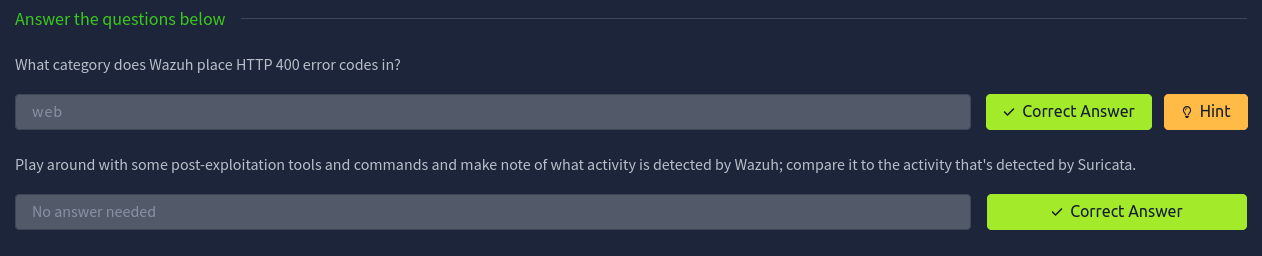 Answer the questions below
What category does Wazuh place HTTP 400 error codes in?
web
Correct Answer
Hint
Play around with some post-exploitation tools and commands and make note of what activity is detected by Wazuh; compare it to the activity that's detected by Suricata.
No answer needed
Correct Answer